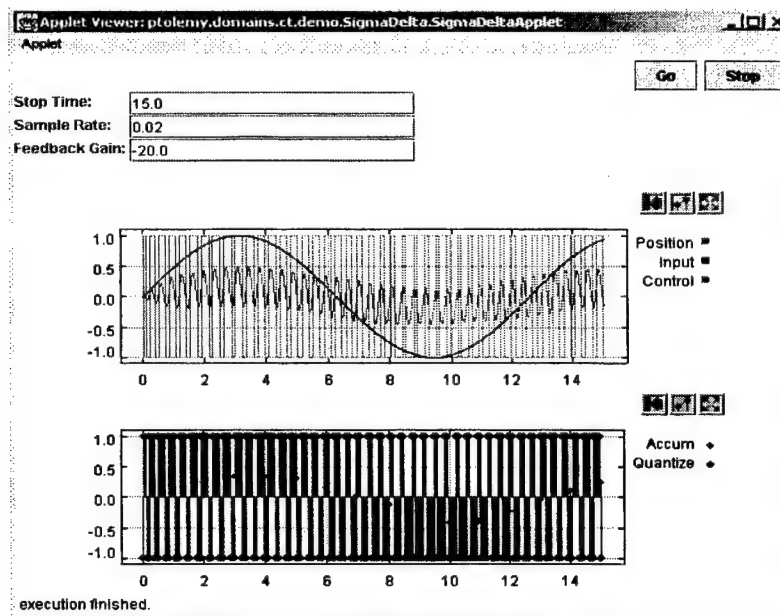 Applet Viewer: ptolemy.domains.ct.demo.SigmaDelta.SigmaDeltaApplet
Applet
Go Stop
Stop Time: 15.0
Sample Rate: 0.02
Feedback Gain: -20.0
1.0
0.5
0.0
-0.5
-1.0
0 2 4 6 8 10 12 14
Position
Input
Control
1.0
0.5
0.0
-0.5
-1.0
0 2 4 6 8 10 12 14
Accum
Quantize
execution finished.